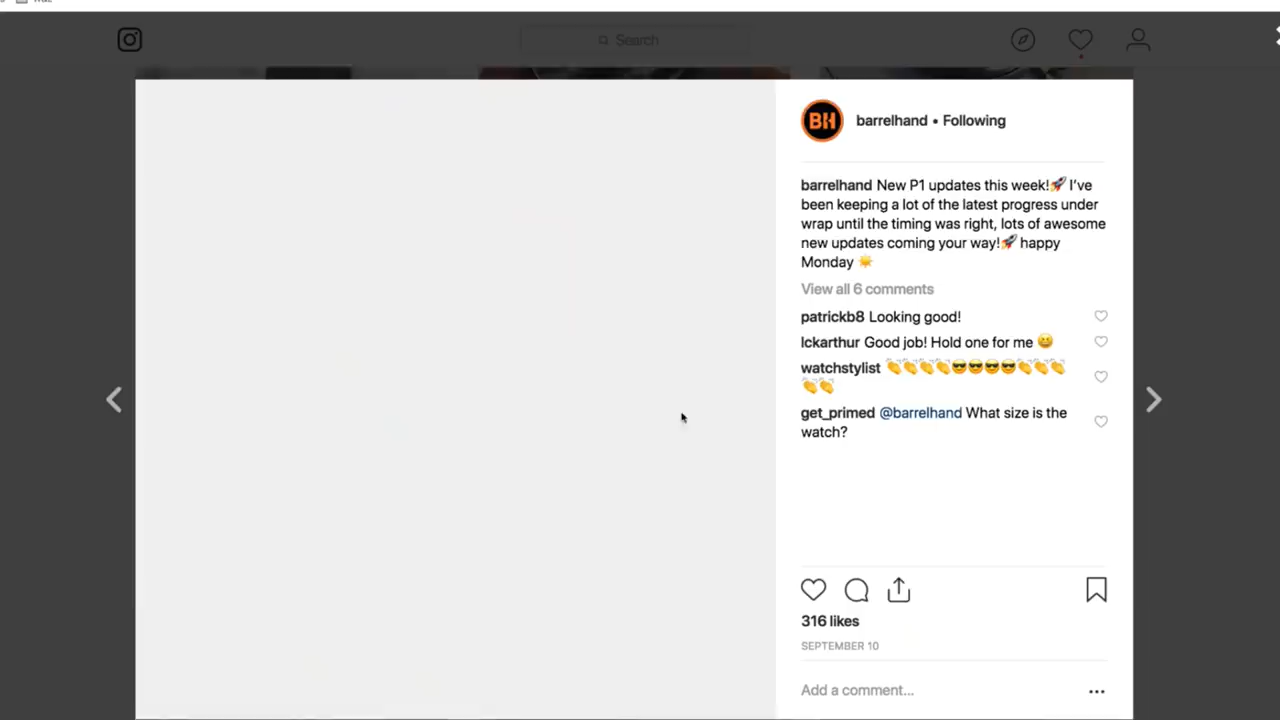 Search
BH
barrelhand • Following
barrelhand New P1 updates this week!🚀 I've
been keeping a lot of the latest progress under
wrap until the timing was right, lots of awesome
new updates coming your way!🚀 happy
Monday ☀️
View all 6 comments
patrickb8 Looking good!
lckarthur Good job! Hold one for me 😆
watchstylist 👏👏👏👏😎😎😎😎👏👏👏
👏👏
get_primed @barrelhand What size is the
watch?
316 likes
SEPTEMBER 10
Add a comment...